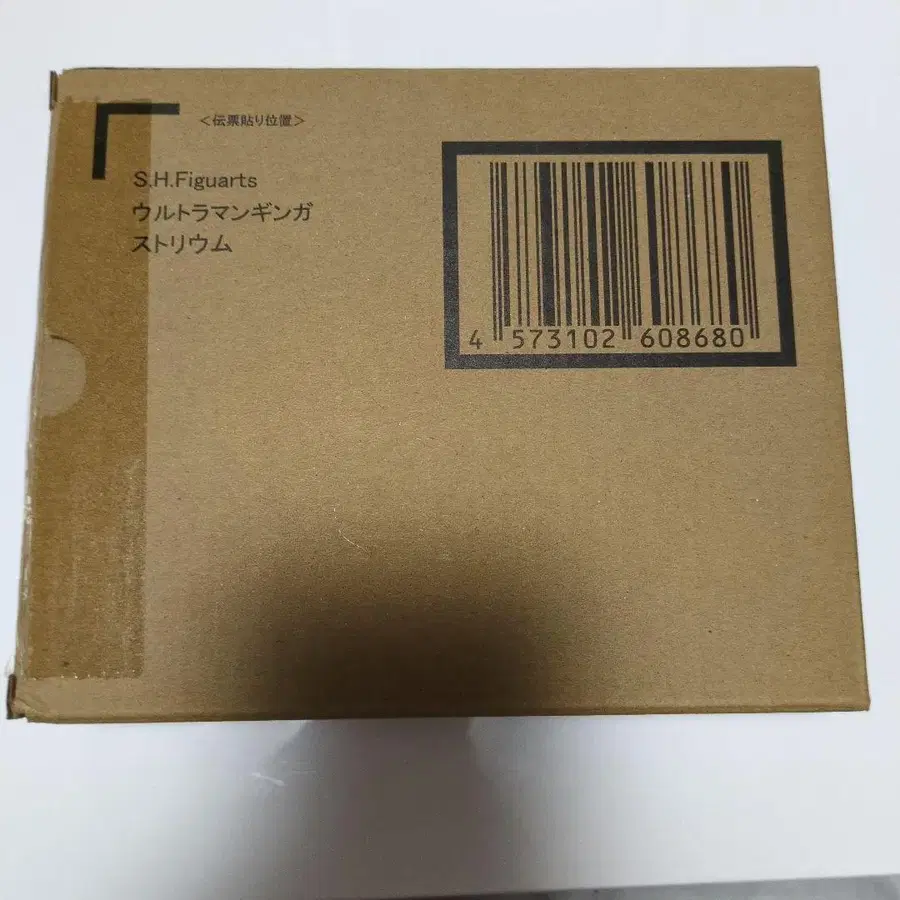 ＜伝票貼り位置＞
S.H.Figuarts
ウルトラマンギンガ
ストリウム
4 573102 608680